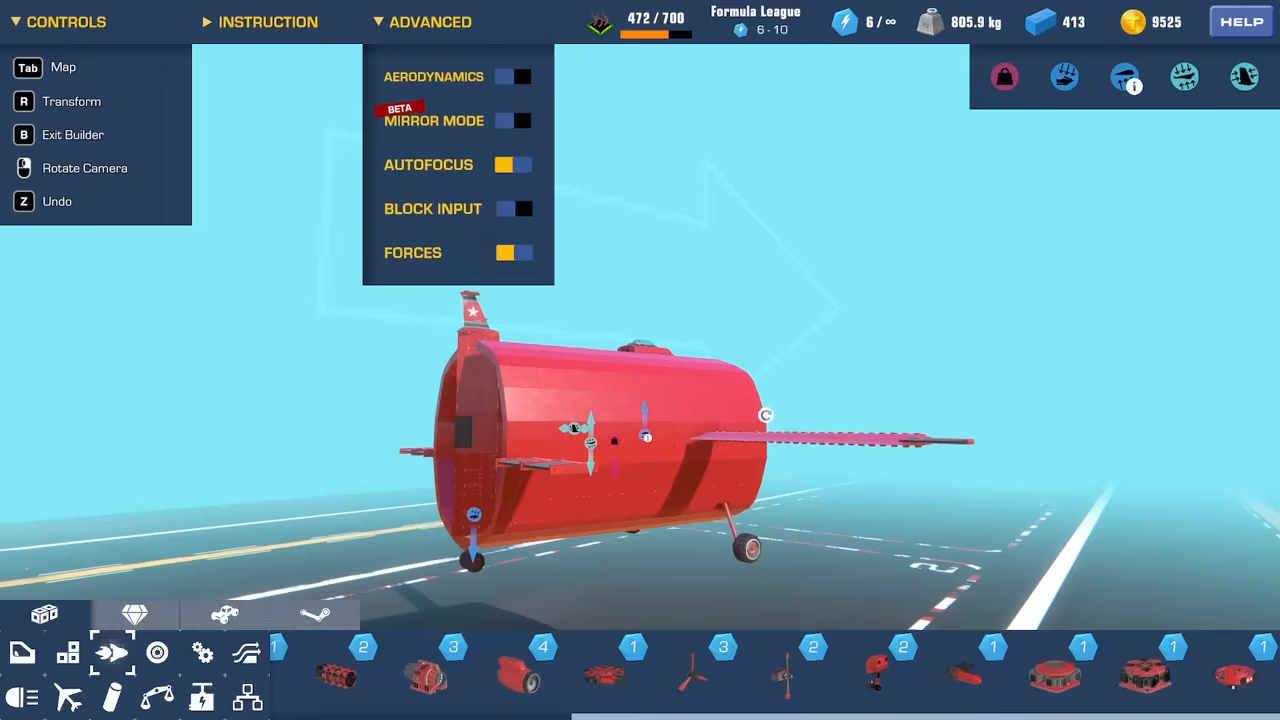 ▼ CONTROLS
▶ INSTRUCTION
▼ ADVANCED
472 / 700
Formula League
6 - 10
6 / ∞
805.9 kg
413
9525
HELP
Tab Map
R Transform
B Exit Builder
Rotate Camera
Z Undo
AERODYNAMICS
BETA
MIRROR MODE
AUTOFOCUS
BLOCK INPUT
FORCES
i
C
i
2
1
2
3
4
1
3
2
2
1
1
1
1